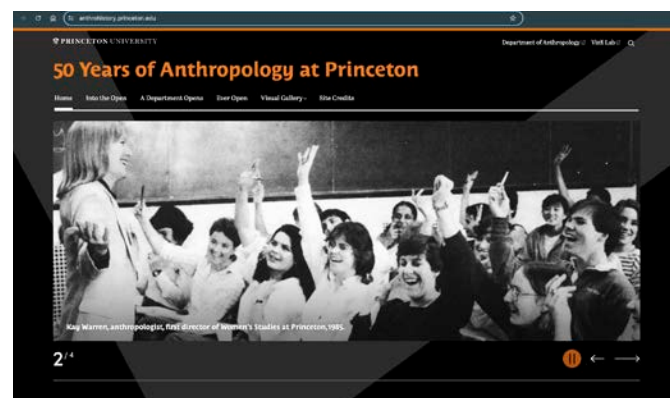 anthrohistory.princeton.edu
PRINCETON UNIVERSITY
Department of Anthropology
VizE Lab
50 Years of Anthropology at Princeton
Home Into the Open A Department Opens Ever Open Visual Gallery Site Credits
Kay Warren, anthropologist, first director of Women's Studies at Princeton, 1985.
2/4